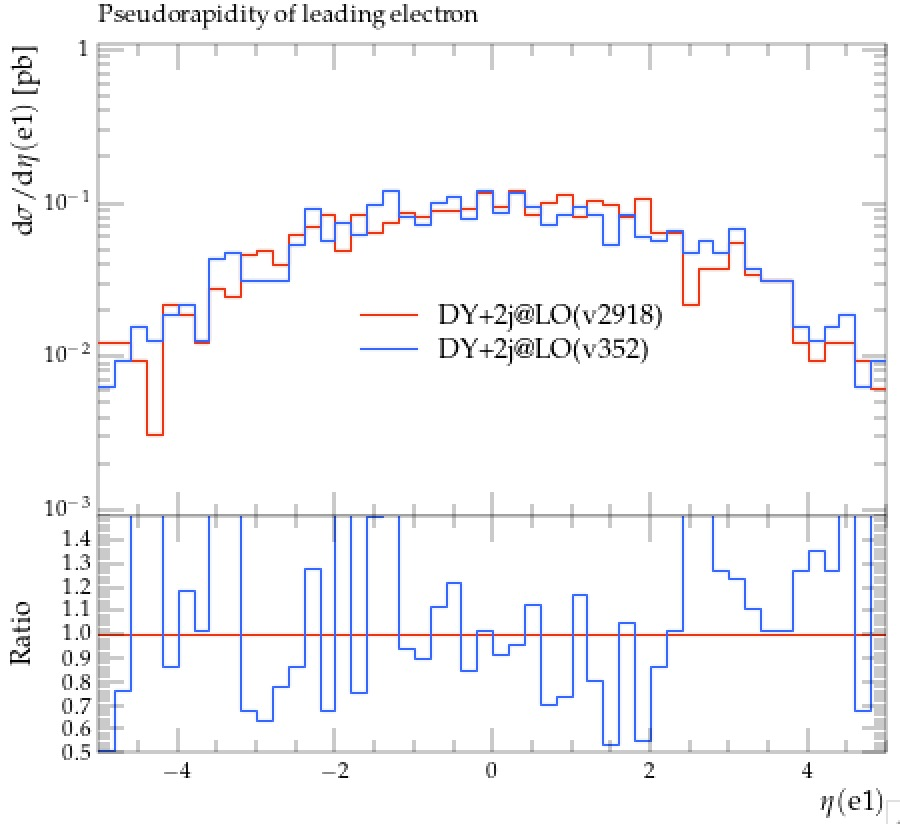 Pseudorapidity of leading electron
dσ/dη(e1) [pb]
1
10⁻¹
10⁻²
10⁻³
DY+2j@LO(v2918)
DY+2j@LO(v352)
Ratio
1.4
1.3
1.2
1.1
1.0
0.9
0.8
0.7
0.6
0.5
−4 −2 0 2 4
η(e1)